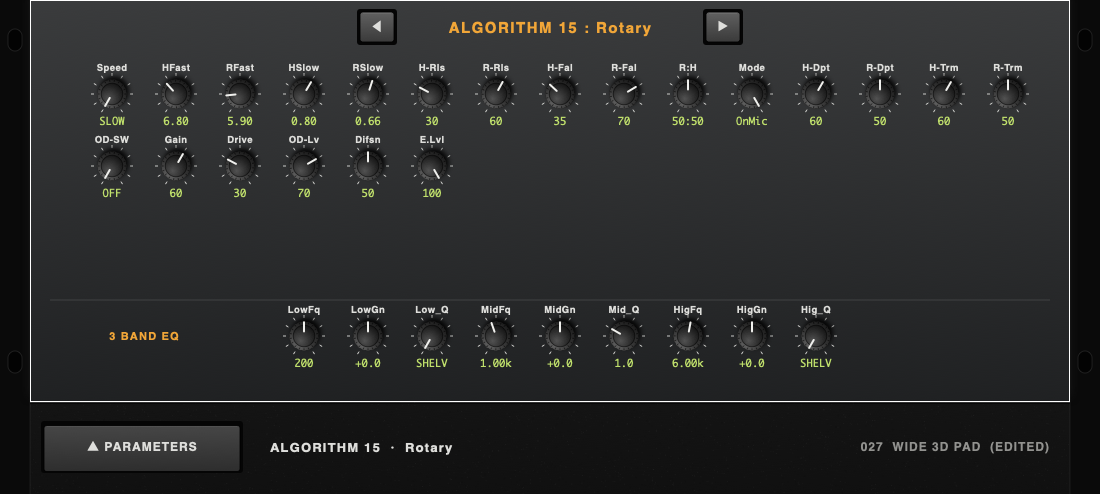 ◀ ALGORITHM 15 : Rotary ▶
Speed HFast RFast HSlow RSlow H-Ris R-Ris H-Fal R-Fal R:H Mode H-Dpt R-Dpt H-Trm R-Trm
SLOW 6.80 5.90 0.80 0.66 30 60 35 70 50:50 OnMic 60 50 60 50
OD-SW Gain Drive OD-Lv Difsn E.Lvl
OFF 60 30 70 50 100
LowFq LowGn Low_Q MidFq MidGn Mid_Q HigFq HigGn Hig_Q
3 BAND EQ
200 +0.0 SHELV 1.00k +0.0 1.0 6.00k +0.0 SHELV
▲ PARAMETERS ALGORITHM 15 · Rotary 027 WIDE 3D PAD (EDITED)